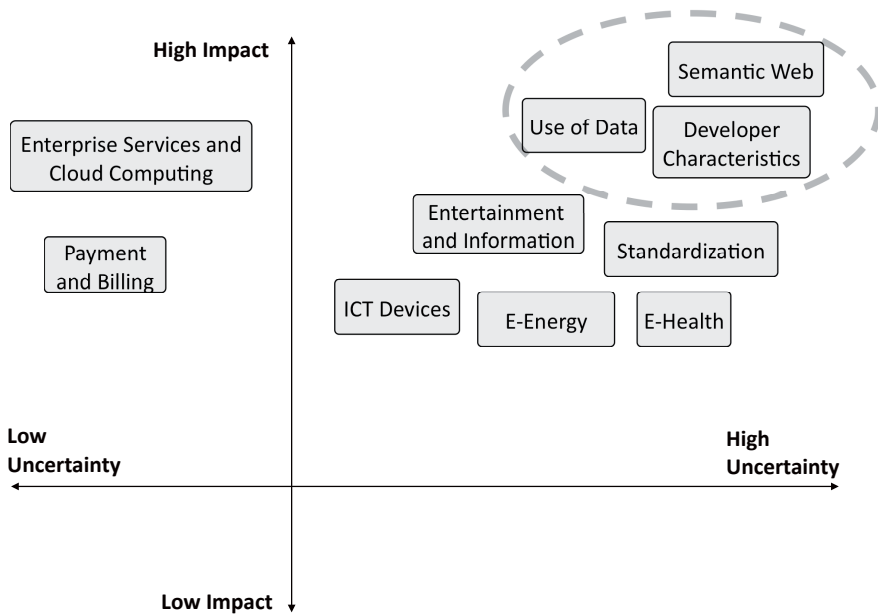 High Impact
Semantic Web
Use of Data
Developer
Characteristics
Enterprise Services and
Cloud Computing
Entertainment
and Information
Standardization
Payment
and Billing
ICT Devices
E-Energy
E-Health
Low
Uncertainty
High
Uncertainty
Low Impact